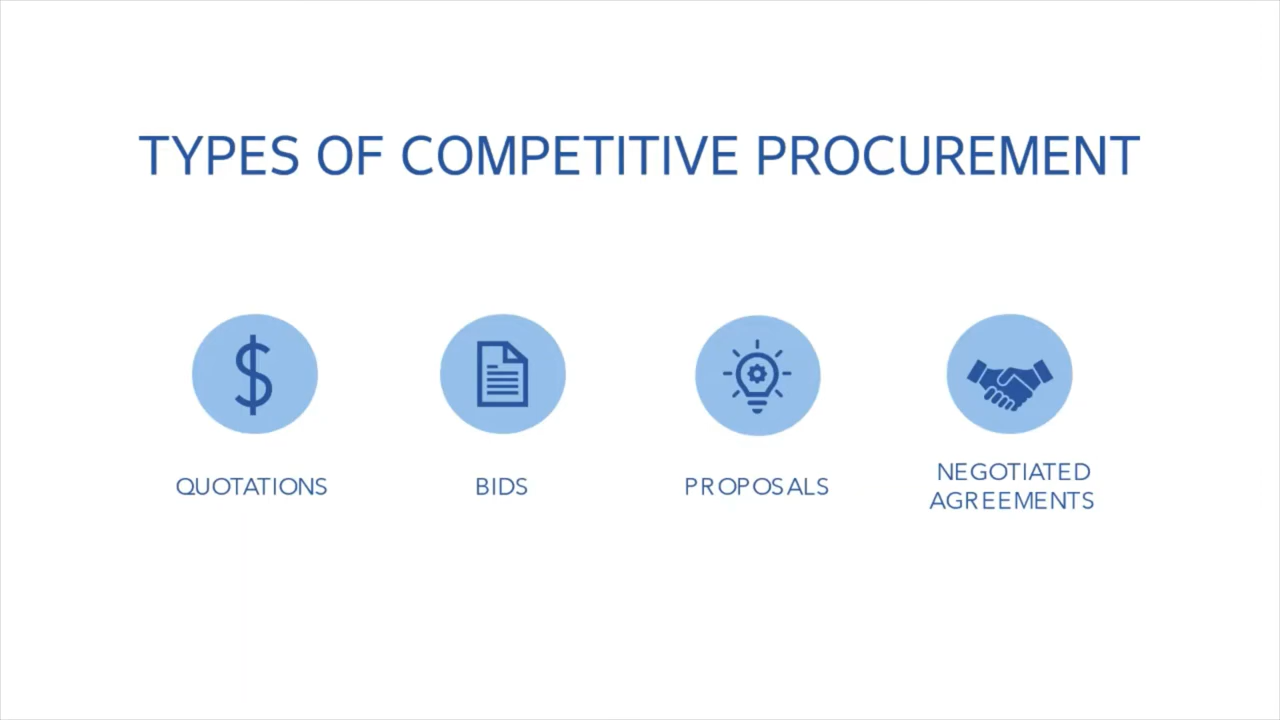 TYPES OF COMPETITIVE PROCUREMENT
QUOTATIONS
BIDS
PROPOSALS
NEGOTIATED
AGREEMENTS